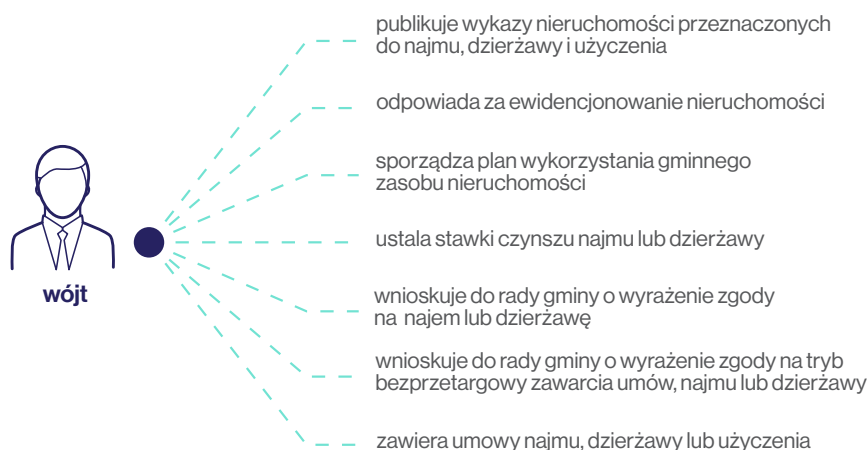 publikuje wykazy nieruchomości przeznaczonych
do najmu, dzierżawy i użyczenia
odpowiada za ewidencjonowanie nieruchomości
sporządza plan wykorzystania gminnego
zasobu nieruchomości
ustala stawki czynszu najmu lub dzierżawy
wójt
wnioskuje do rady gminy o wyrażenie zgody
na najem lub dzierżawę
wnioskuje do rady gminy o wyrażenie zgody na tryb
bezprzetargowy zawarcia umów, najmu lub dzierżawy
zawiera umowy najmu, dzierżawy lub użyczenia